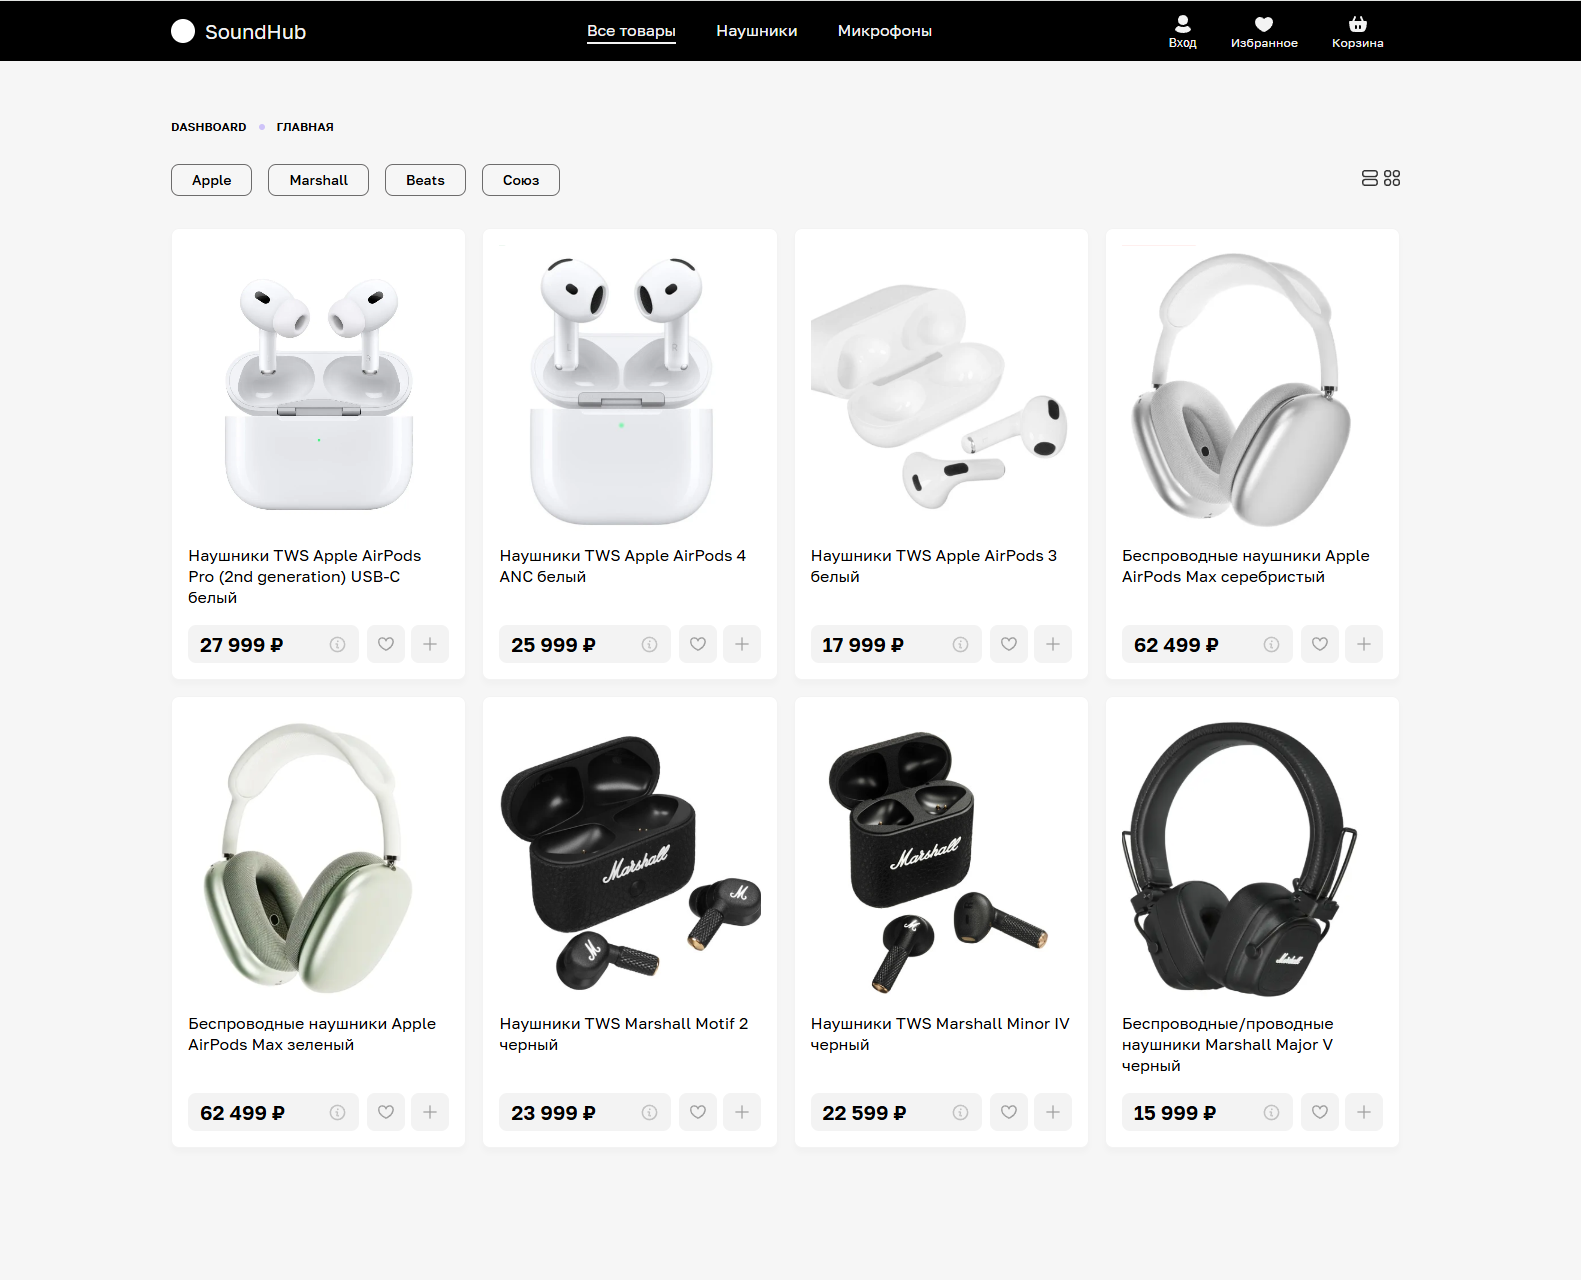 SoundHub
Все товары
Наушники
Микрофоны
Вход
Избранное
Корзина
DASHBOARD
ГЛАВНАЯ
Apple
Marshall
Beats
Союз
Наушники TWS Apple AirPods
Pro (2nd generation) USB-C
белый
27 999 ₽
Наушники TWS Apple AirPods 4
ANC белый
25 999 ₽
Наушники TWS Apple AirPods 3
белый
17 999 ₽
Беспроводные наушники Apple
AirPods Max серебристый
62 499 ₽
Беспроводные наушники Apple
AirPods Max зеленый
62 499 ₽
Marshall
M
M
Наушники TWS Marshall Motif 2
черный
23 999 ₽
Marshall
M
Наушники TWS Marshall Minor IV
черный
22 599 ₽
Marshall
Беспроводные/проводные
наушники Marshall Major V
черный
15 999 ₽